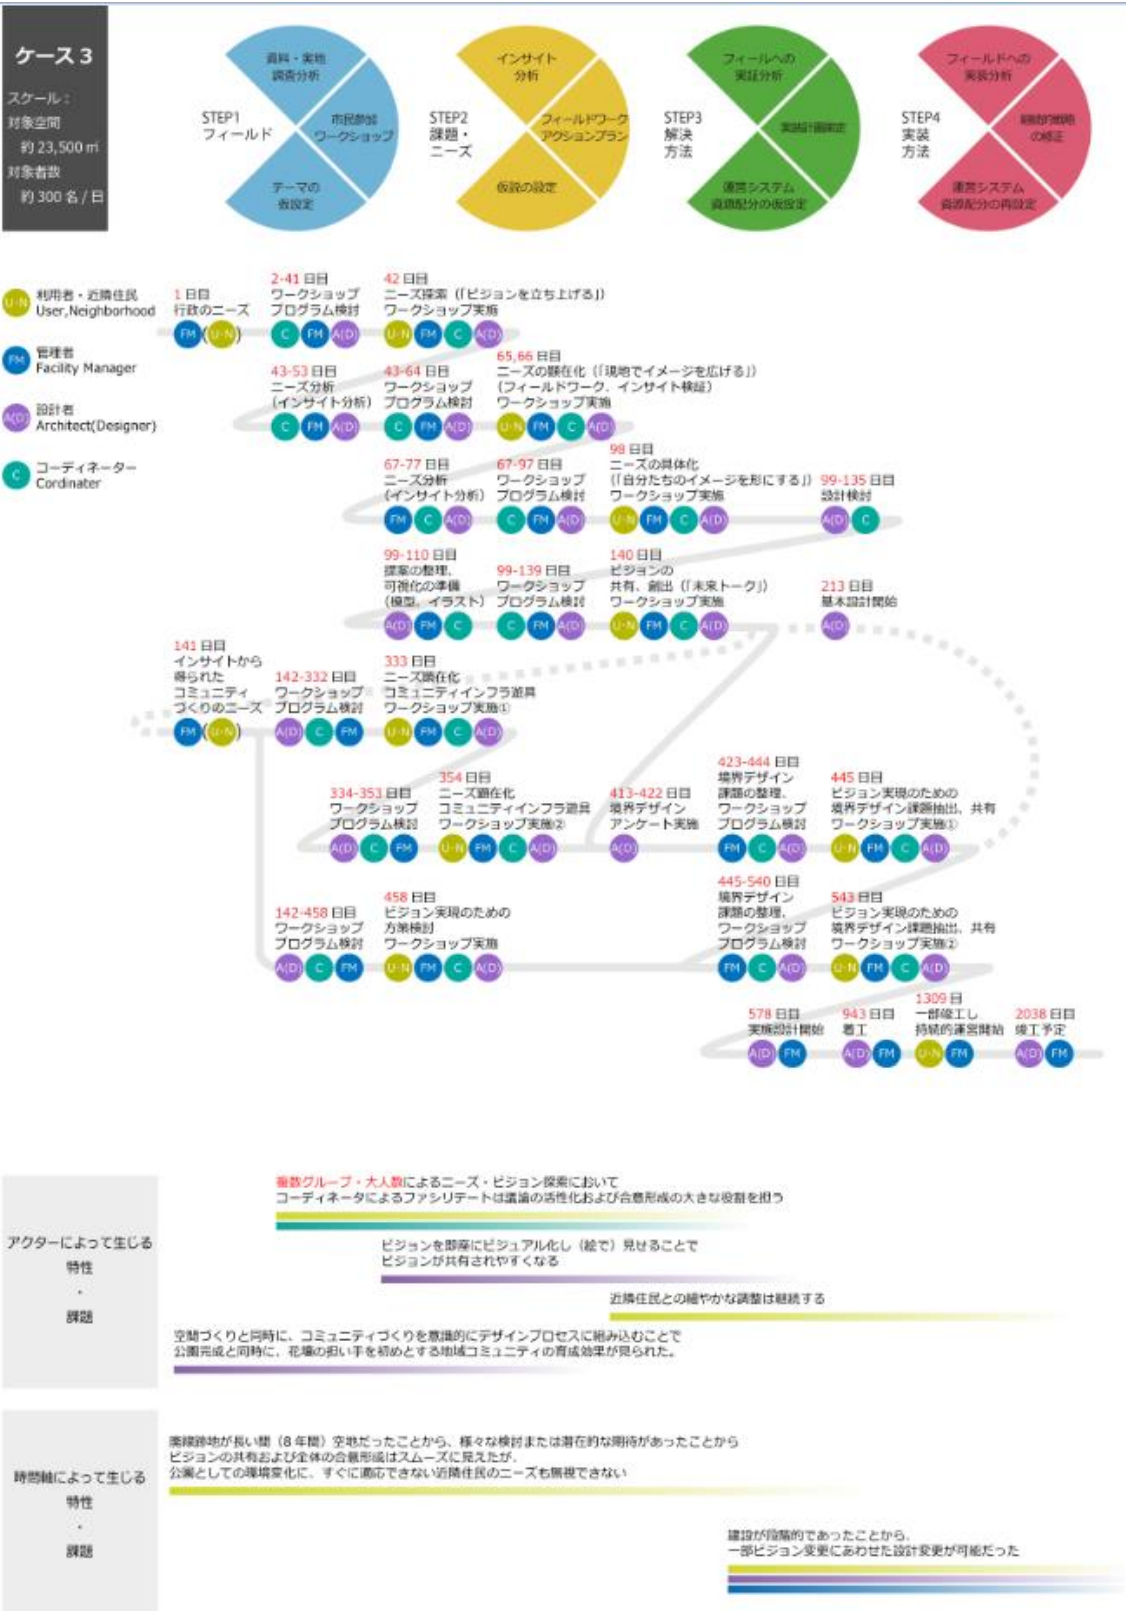 ケース 3
スケール：
対象空間
約 23,500 ㎡
対象者数
約 300 名 / 日
STEP1
フィールド
資料・実地
調査分析
市民参加
ワークショップ
テーマの
仮設定
STEP2
課題・
ニーズ
インサイト
分析
フィールドワーク
アクションプラン
仮説の設定
STEP3
解決
方法
フィールへの
実証分析
運営システム
資源配分の仮設定
STEP4
実装
方法
フィールドへの
実装分析
の修正
運営システム
資源配分の再設定
U·N 利用者・近隣住民
User,Neighborhood
FM 管理者
Facility Manager
A(D) 設計者
Architect(Designer)
C コーディネーター
Cordinater
1 日目
行政のニーズ
FM (U·N)
2-41 日目
ワークショップ
プログラム検討
C FM A(D)
42 日目
ニーズ探索（「ビジョンを立ち上げる」）
ワークショップ実施
U·N FM C A(D)
43-53 日目
ニーズ分析
（インサイト分析）
C FM A(D)
43-64 日目
ワークショップ
プログラム検討
C FM A(D)
65,66 日目
ニーズの顕在化（「現地でイメージを広げる」）
（フィールドワーク、インサイト検証）
ワークショップ実施
U·N FM C A(D)
67-77 日目
ニーズ分析
（インサイト分析）
FM C A(D)
67-97 日目
ワークショップ
プログラム検討
C FM A(D)
98 日目
ニーズの具体化
（「自分たちのイメージを形にする」）
ワークショップ実施
U·N FM C A(D)
99-135 日目
設計検討
A(D) C
99-110 日目
提案の整理、
可視化の準備
（模型、イラスト）
A(D) FM C
99-139 日目
ワークショップ
プログラム検討
C FM A(D)
140 日目
ビジョンの
共有、創出（「未来トーク」）
ワークショップ実施
U·N FM C A(D)
213 日目
基本設計開始
A(D)
141 日目
インサイトから
得られた
コミュニティ
づくりのニーズ
FM (U·N)
142-332 日目
ワークショップ
プログラム検討
A(D) C FM
333 日目
ニーズ顕在化
コミュニティインフラ遊具
ワークショップ実施①
U·N FM C A(D)
334-353 日目
ワークショップ
プログラム検討
A(D) C FM
354 日目
ニーズ顕在化
コミュニティインフラ遊具
ワークショップ実施②
U·N FM C A(D)
413-422 日目
境界デザイン
アンケート実施
A(D)
423-444 日目
境界デザイン
課題の整理、
ワークショップ
プログラム検討
FM C A(D)
445 日目
ビジョン実現のための
境界デザイン課題抽出、共有
ワークショップ実施①
U·N FM C A(D)
142-458 日目
ワークショップ
プログラム検討
A(D) C FM
458 日目
ビジョン実現のための
方策検討
ワークショップ実施
U·N FM C A(D)
445-540 日目
境界デザイン
課題の整理、
ワークショップ
プログラム検討
FM C A(D)
543 日目
ビジョン実現のための
境界デザイン課題抽出、共有
ワークショップ実施②
U·N FM C A(D)
578 日目
実施設計開始
A(D) FM
943 日目
着工
A(D) FM
1309 日
一部竣工し
持続的運営開始
U·N FM
2038 日目
竣工予定
A(D) FM
アクターによって生じる
特性
・
課題
複数グループ・大人数によるニーズ・ビジョン探索において
コーディネータによるファシリテートは議論の活性化および合意形成の大きな役割を担う
ビジョンを即座にビジュアル化し（絵で）見せることで
ビジョンが共有されやすくなる
近隣住民との細やかな調整は継続する
空間づくりと同時に、コミュニティづくりを意識的にデザインプロセスに組み込むことで
公園完成と同時に、花壇の担い手を初めとする地域コミュニティの育成効果が見られた。
時間軸によって生じる
特性
・
課題
廃線跡地が長い間（8 年間）空地だったことから、様々な検討または潜在的な期待があったことから
ビジョンの共有および全体の合意形成はスムーズに見えたが、
公園としての環境変化に、すぐに適応できない近隣住民のニーズも無視できない
建設が段階的であったことから、
一部ビジョン変更にあわせた設計変更が可能だった